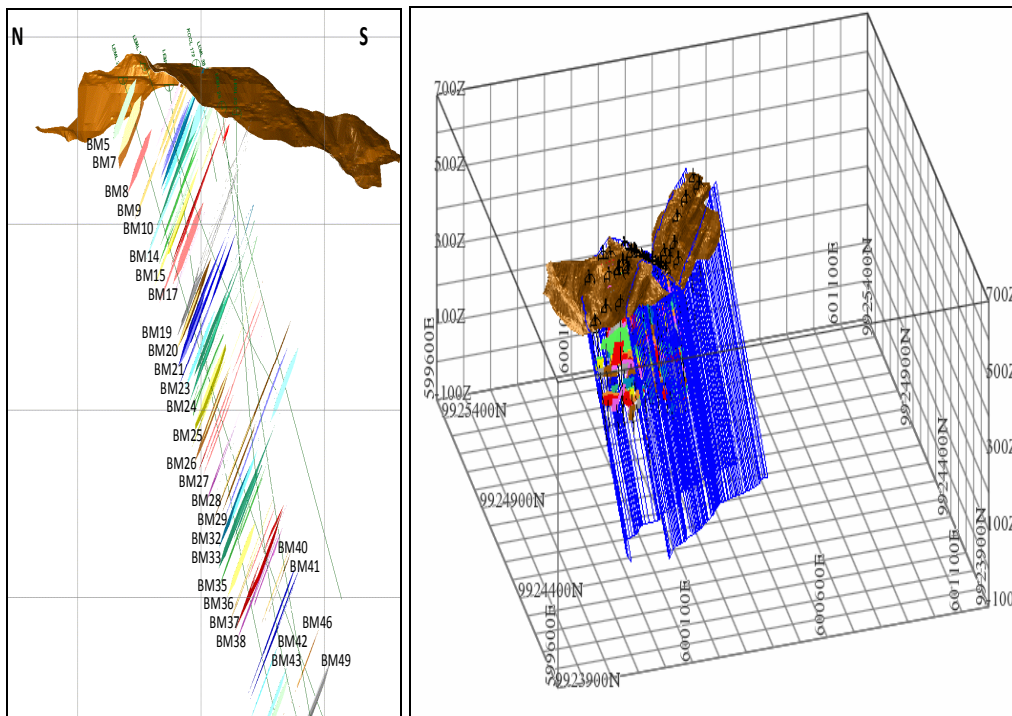 N
S
BM5
BM7
BM8
BM9
BM10
BM14
BM15
BM17
BM19
BM20
BM21
BM23
BM24
BM25
BM26
BM27
BM28
BM29
BM32
BM33
BM35
BM36
BM37
BM38
BM40
BM41
BM46
BM42
BM43
BM49
700Z
500Z
300Z
100Z
-100Z
599600E
9925400N
9924900N
9924400N
9923900N
599600E
600100E
600600E
601100E
9923900N
9924400N
9924900N
9925400N
601100E
700Z
500Z
300Z
100Z